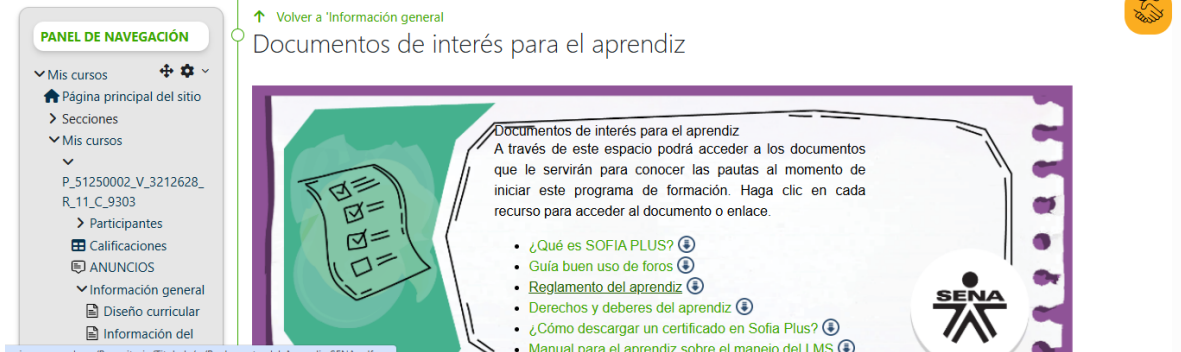 PANEL DE NAVEGACIÓN
Mis cursos
Página principal del sitio
Secciones
Mis cursos
P_51250002_V_3212628_
R_11_C_9303
Participantes
Calificaciones
ANUNCIOS
Información general
Diseño curricular
Información del
Volver a 'Información general
Documentos de interés para el aprendiz
Documentos de interés para el aprendiz
A través de este espacio podrá acceder a los documentos
que le servirán para conocer las pautas al momento de
iniciar este programa de formación. Haga clic en cada
recurso para acceder al documento o enlace.
¿Qué es SOFIA PLUS?
Guía buen uso de foros
Reglamento del aprendiz
Derechos y deberes del aprendiz
¿Cómo descargar un certificado en Sofia Plus?
Manual para el aprendiz sobre el manejo del LMS
SENA